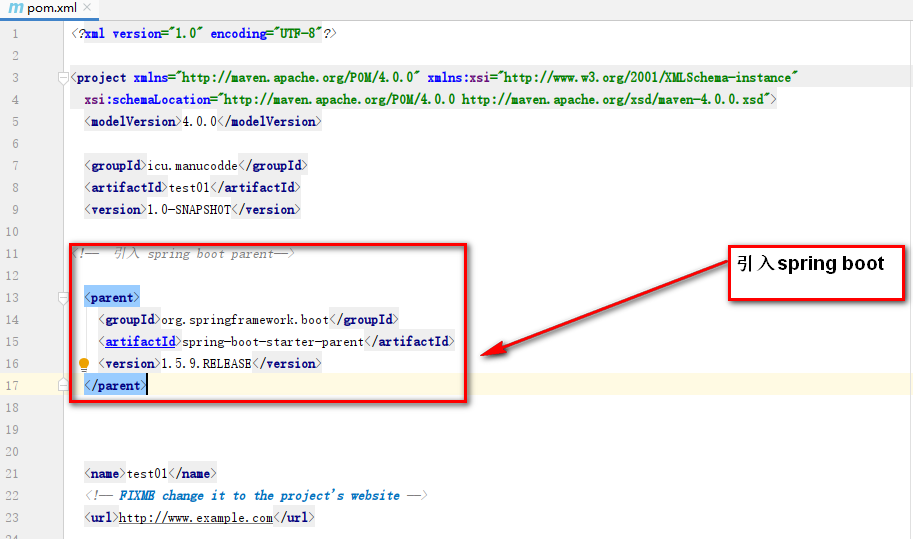 pom.xml
1 <?xml version="1.0" encoding="UTF-8"?>
2
3 <project xmlns="http://maven.apache.org/POM/4.0.0" xmlns:xsi="http://www.w3.org/2001/XMLSchema-instance"
4 xsi:schemaLocation="http://maven.apache.org/POM/4.0.0 http://maven.apache.org/xsd/maven-4.0.0.xsd">
5 <modelVersion>4.0.0</modelVersion>
6
7 <groupId>icu.manucodde</groupId>
8 <artifactId>test01</artifactId>
9 <version>1.0-SNAPSHOT</version>
10
11 <!-- 引入 spring boot parent-->
12
13 <parent>
14 <groupId>org.springframework.boot</groupId>
15 <artifactId>spring-boot-starter-parent</artifactId>
16 <version>1.5.9.RELEASE</version>
17 </parent>
18
19
20
21 <name>test01</name>
22 <!-- FIXME change it to the project's website -->
23 <url>http://www.example.com</url>
引入spring boot